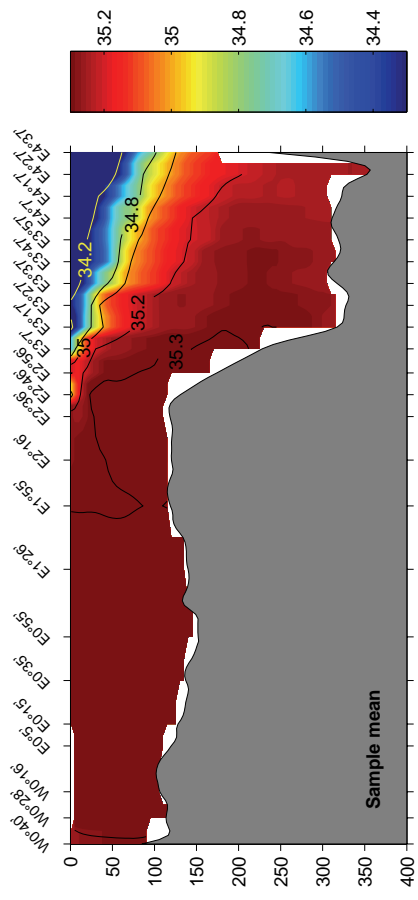 W0°40'
W0°28'
W0°16'
E0°5'
E0°15'
E0°35'
E0°55'
E1°26'
E1°55'
E2°16'
E2°36'
E2°46'
E2°56'
E3°7'
E3°17'
E3°27'
E3°37'
E3°47'
E3°57'
E4°7'
E4°17'
E4°27'
E4°37'
0
50
100
150
200
250
300
350
400
35
34.2
34.8
35.2
35.3
Sample mean
35.2
35
34.8
34.6
34.4